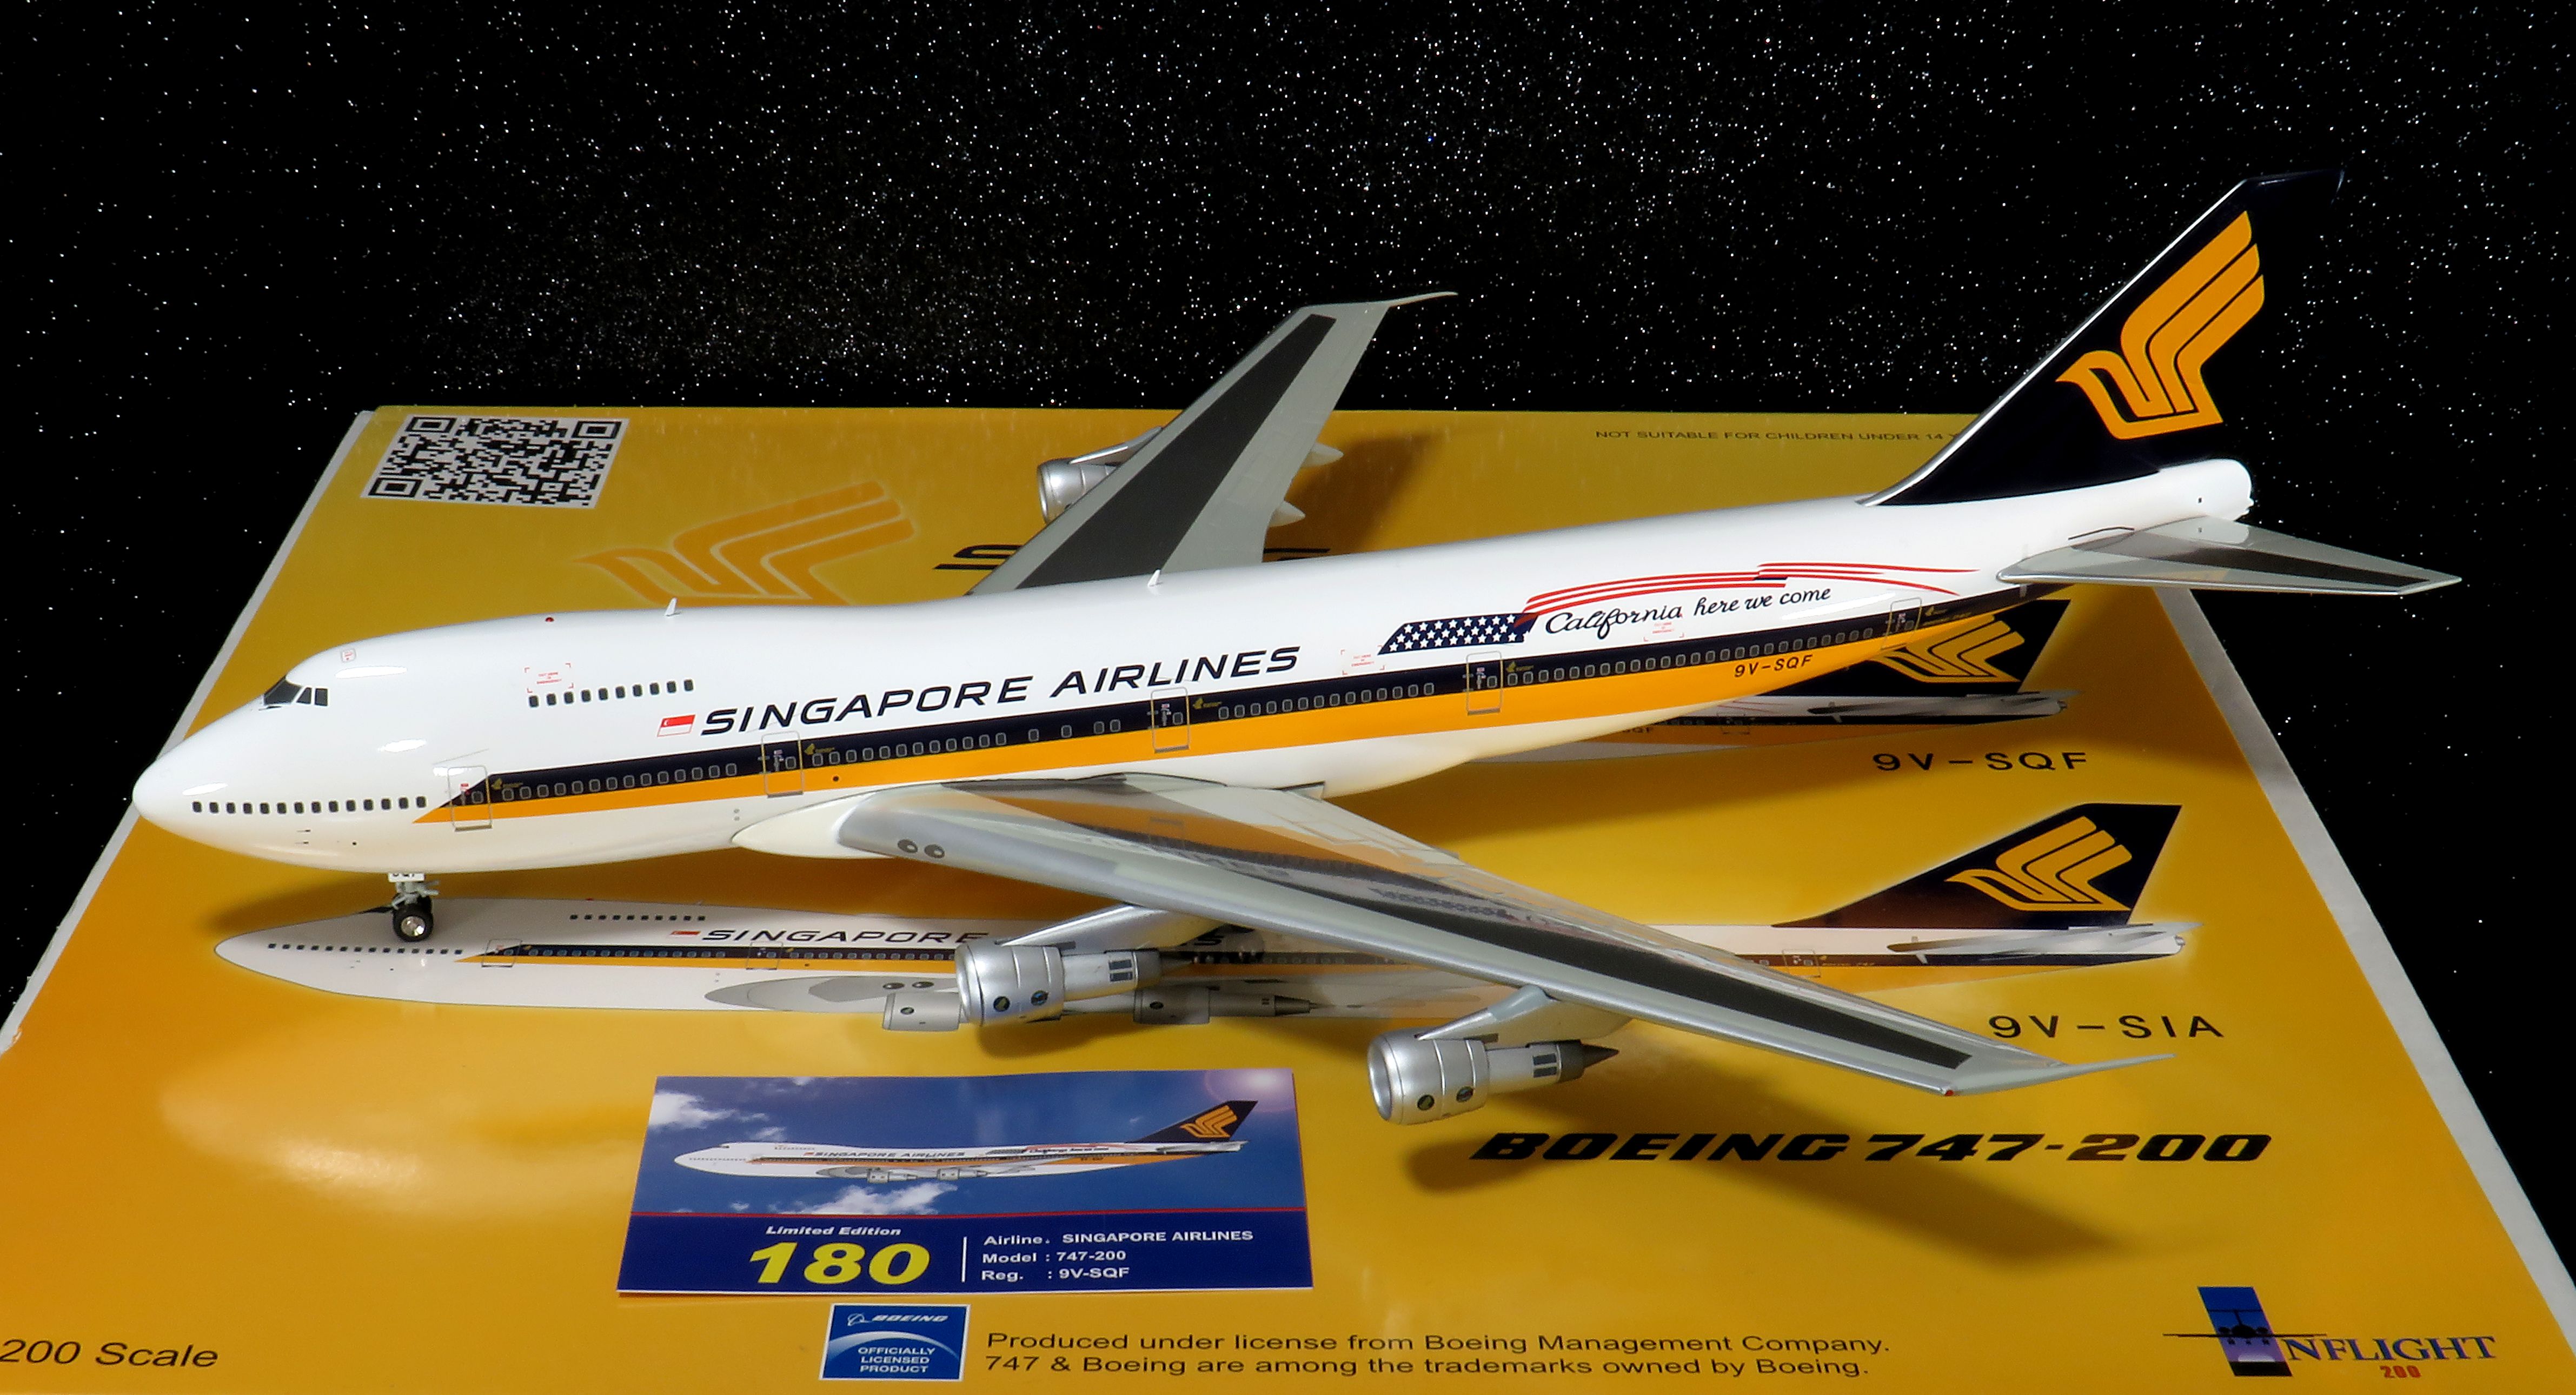 NOT SUITABLE FOR CHILDREN UNDER 14
California here we come
SINGAPORE AIRLINES
9V-SQF
9V-SQF
SINGAPORE
9V-SIA
BOEING 747-200
SINGAPORE AIRLINES
Limited Edition
180
Airline. SINGAPORE AIRLINES
Model : 747-200
Reg. : 9V-SQF
BOEING
OFFICIALLY
LICENSED
PRODUCT
200 Scale
Produced under license from Boeing Management Company.
747 & Boeing are among the trademarks owned by Boeing.
INFLIGHT
200